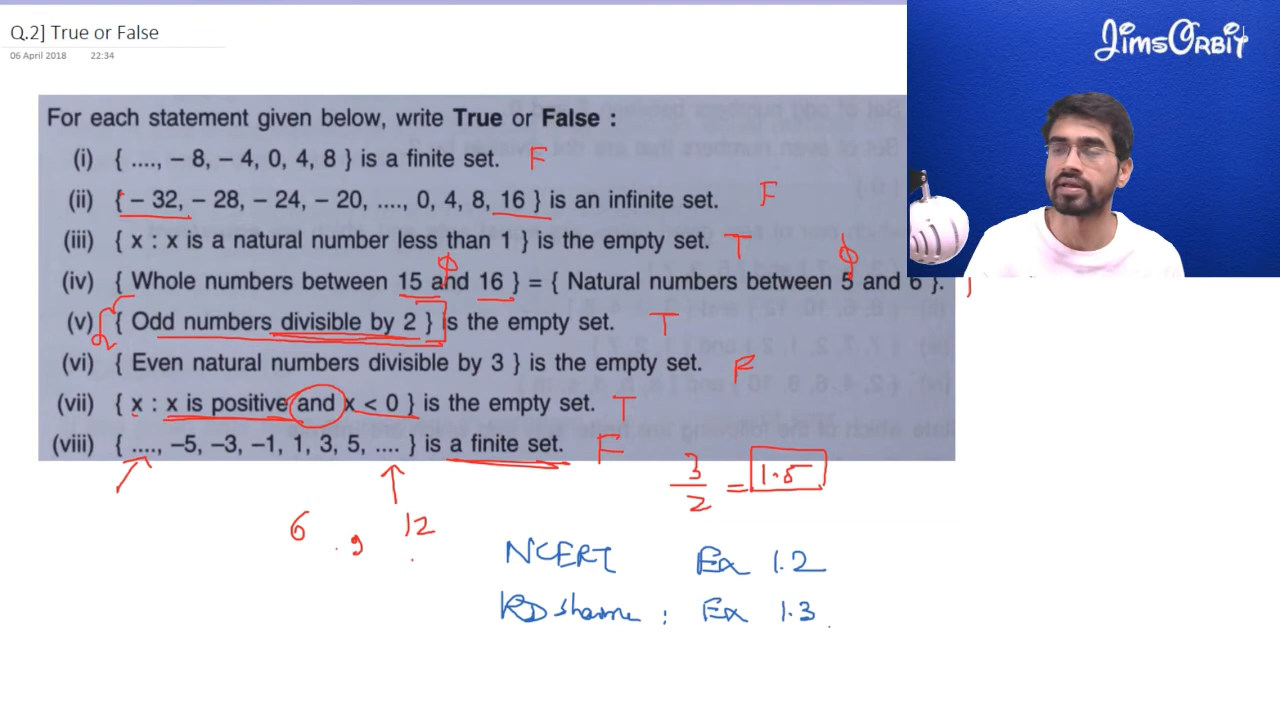 Q.2] True or False
06 April 2018 22:34
JIMSORBIT
For each statement given below, write True or False :
(i) { ...., – 8, – 4, 0, 4, 8 } is a finite set. F
(ii) { – 32, – 28, – 24, – 20, ...., 0, 4, 8, 16 } is an infinite set. F
(iii) { x : x is a natural number less than 1 } is the empty set. T
ϕ ϕ
(iv) { Whole numbers between 15 and 16 } = { Natural numbers between 5 and 6 }.
(v) { Odd numbers divisible by 2 } is the empty set. T
(vi) { Even natural numbers divisible by 3 } is the empty set. F
(vii) { x : x is positive and x < 0 } is the empty set. T
(viii) { ...., –5, –3, –1, 1, 3, 5, .... } is a finite set. F
3/2 = 1.5
6 , 9 12
NCERT Ex 1.2
RD Sharma : Ex 1.3